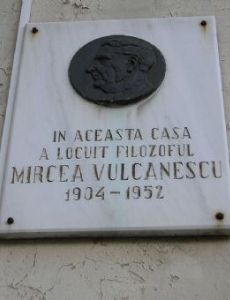 IN ACEASTA CASA
A LOCUIT FILOZOFUL
MIRCEA VULCANESCU
1904-1952